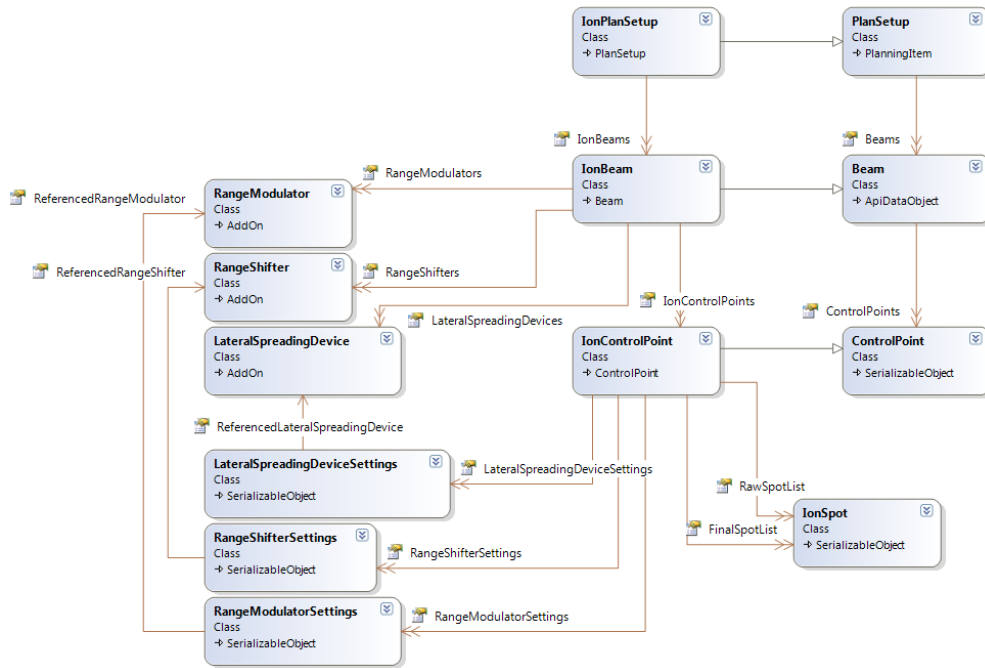 IonPlanSetup
Class
PlanSetup
PlanSetup
Class
PlanningItem
IonBeams
Beams
IonBeam
Class
Beam
Beam
Class
ApiDataObject
RangeModulators
ReferencedRangeModulator
RangeModulator
Class
AddOn
ReferencedRangeShifter
RangeShifter
Class
AddOn
RangeShifters
IonControlPoints
ControlPoints
LateralSpreadingDevices
LateralSpreadingDevice
Class
AddOn
IonControlPoint
Class
ControlPoint
ControlPoint
Class
SerializableObject
ReferencedLateralSpreadingDevice
LateralSpreadingDeviceSettings
Class
SerializableObject
LateralSpreadingDeviceSettings
RawSpotList
FinalSpotList
IonSpot
Class
SerializableObject
RangeShifterSettings
Class
SerializableObject
RangeShifterSettings
RangeModulatorSettings
Class
SerializableObject
RangeModulatorSettings